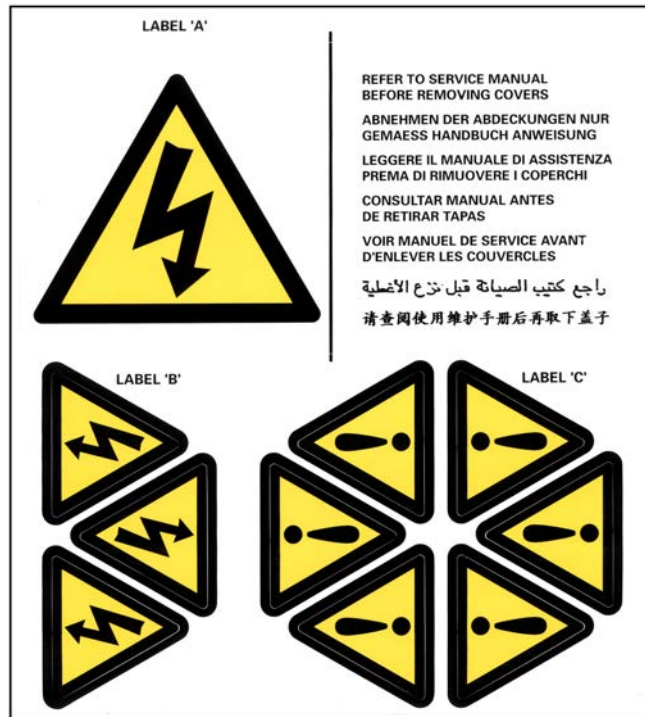 LABEL 'A'
REFER TO SERVICE MANUAL
BEFORE REMOVING COVERS
ABNEHMEN DER ABDECKUNGEN NUR
GEMAESS HANDBUCH ANWEISUNG
LEGGERE IL MANUALE DI ASSISTENZA
PREMA DI RIMUOVERE I COPERCHI
CONSULTAR MANUAL ANTES
DE RETIRAR TAPAS
VOIR MANUEL DE SERVICE AVANT
D'ENLEVER LES COUVERCLES
راجع كتيب الصيانة قبل نزع الأغطية
请查阅使用维护手册后再取下盖子
LABEL 'B'
LABEL 'C'